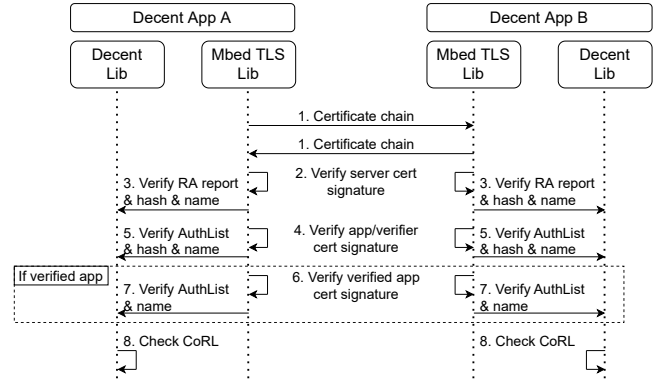 Decent App A
Decent App B
Decent
Lib
Mbed TLS
Lib
Mbed TLS
Lib
Decent
Lib
1. Certificate chain
1. Certificate chain
2. Verify server cert
signature
3. Verify RA report
& hash & name
3. Verify RA report
& hash & name
4. Verify app/verifier
cert signature
5. Verify AuthList
& hash & name
5. Verify AuthList
& hash & name
If verified app
6. Verify verified app
cert signature
7. Verify AuthList
& name
7. Verify AuthList
& name
8. Check CoRL
8. Check CoRL